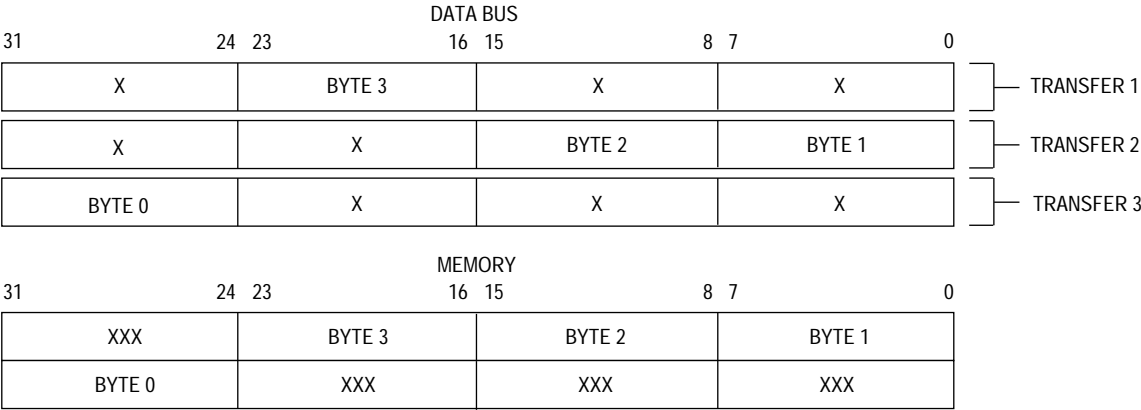 DATA BUS
31 24 23 16 15 8 7 0
X BYTE 3 X X TRANSFER 1
X X BYTE 2 BYTE 1 TRANSFER 2
BYTE 0 X X X TRANSFER 3
MEMORY
31 24 23 16 15 8 7 0
XXX BYTE 3 BYTE 2 BYTE 1
BYTE 0 XXX XXX XXX